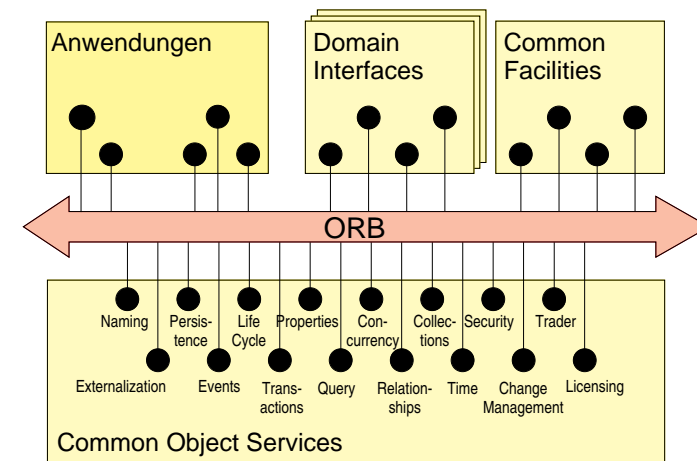 Anwendungen
Domain
Interfaces
Common
Facilities
ORB
Naming
Persis-
tence
Life
Cycle
Properties
Con-
currency
Collec-
tions
Security
Trader
Externalization
Events
Trans-
actions
Query
Relation-
ships
Time
Change
Management
Licensing
Common Object Services